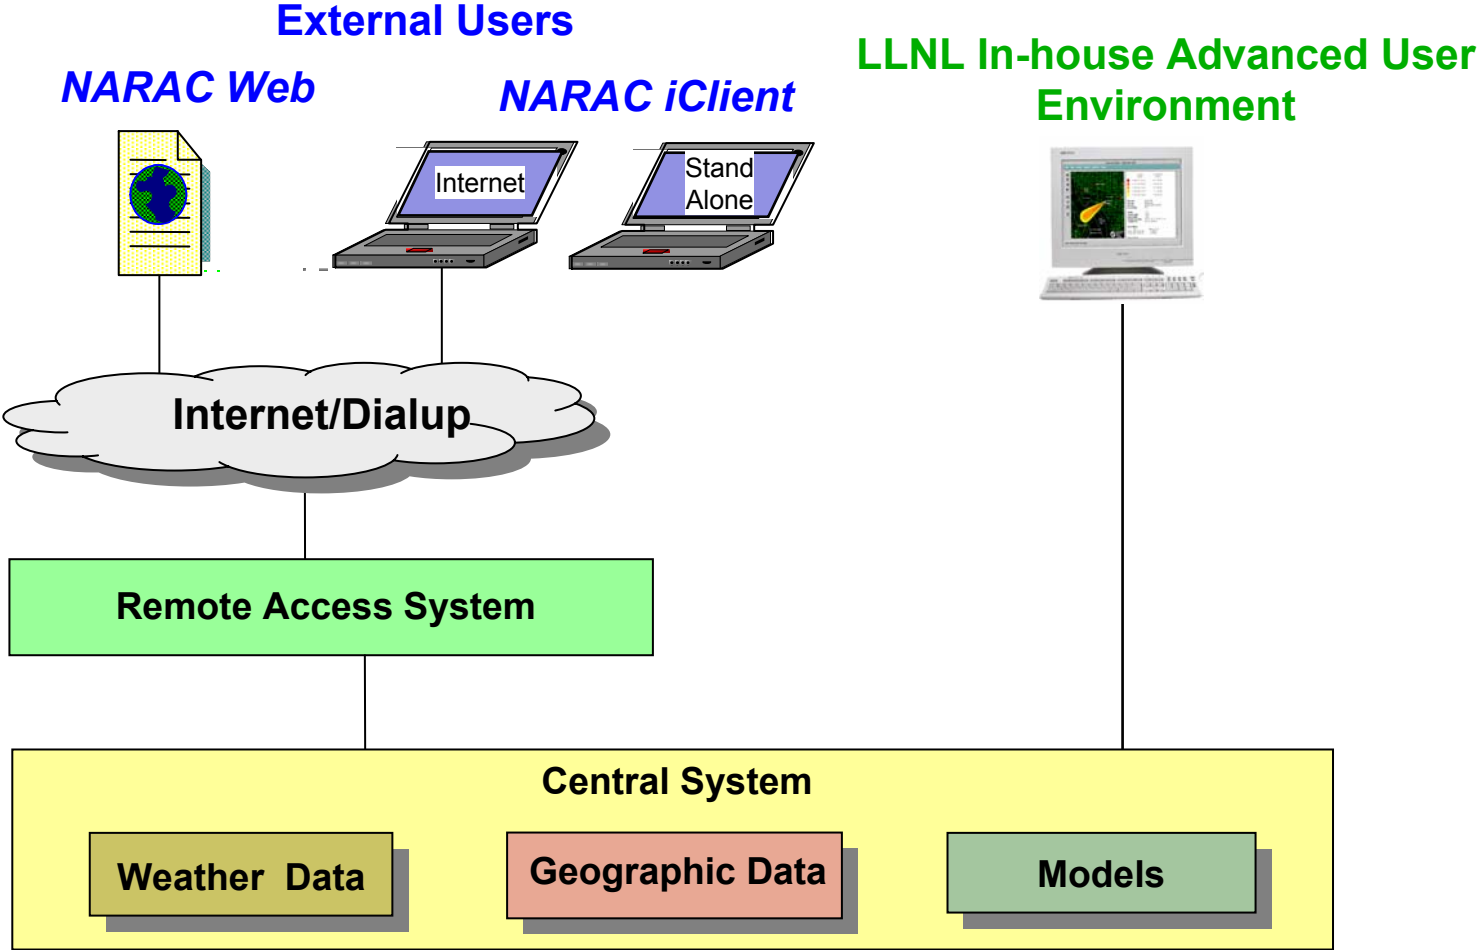 External Users
NARAC Web
NARAC iClient
LLNL In-house Advanced User
Environment
Internet
Stand
Alone
Internet/Dialup
Remote Access System
Central System
Weather Data
Geographic Data
Models